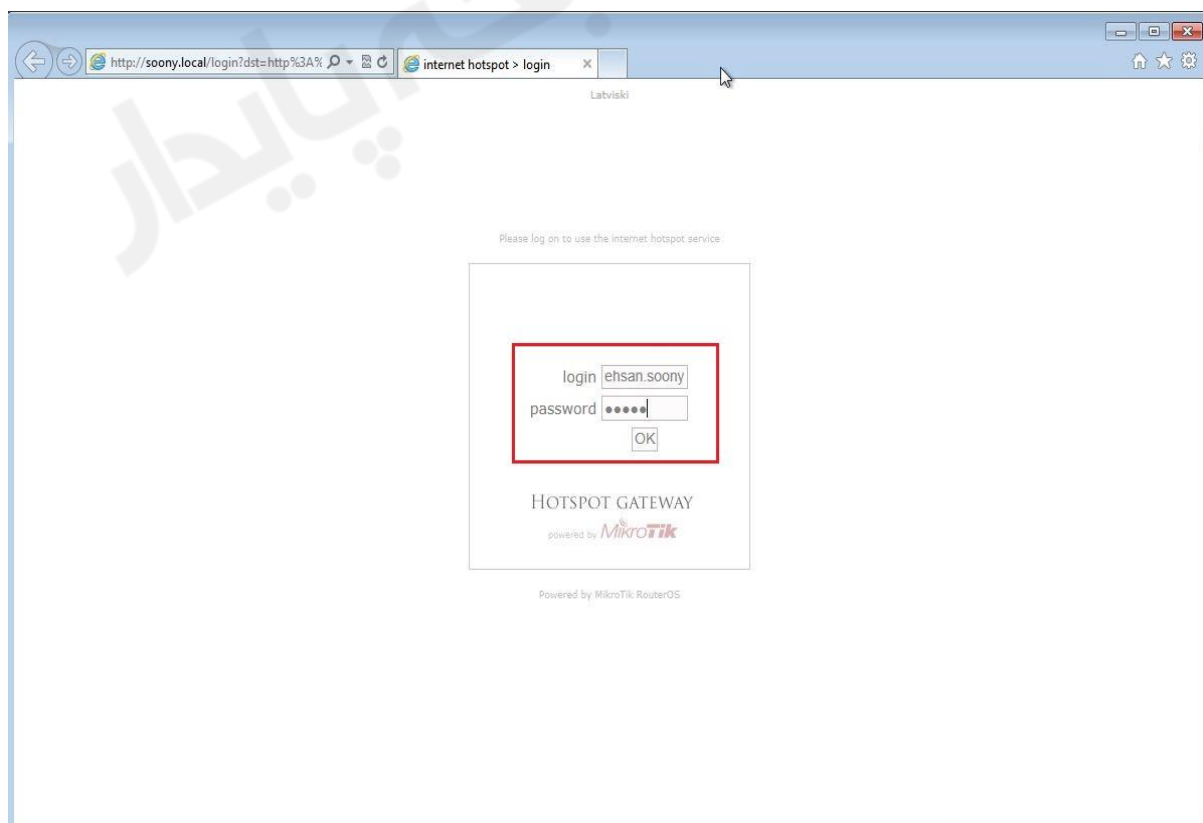 http://soony.local/login?dst=http%3A%
internet hotspot > login
Latviski
پایدار
Please log on to use the internet hotspot service
login ehsan.soony
password •••••
OK
HOTSPOT GATEWAY
powered by MikroTik
Powered by MikroTik RouterOS